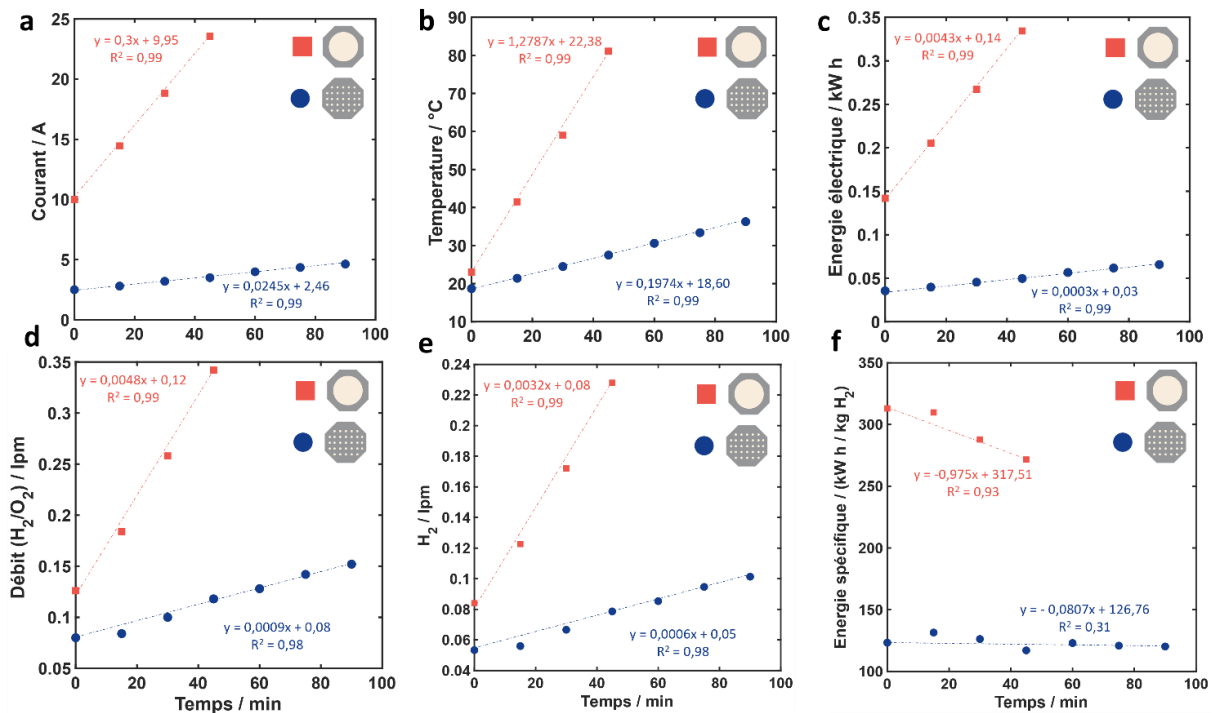 a
25
20
15
10
5
0
0
20
40
60
80
100
Courant / A
y = 0,3x + 9,95
R² = 0,99
y = 0,0245x + 2,46
R² = 0,99
b
90
80
70
60
50
40
30
20
10
0
20
40
60
80
100
Temperature / °C
y = 1,2787x + 22,38
R² = 0,99
y = 0,1974x + 18,60
R² = 0,99
c
0.35
0.30
0.25
0.20
0.15
0.10
0.05
0
0
20
40
60
80
100
Energie électrique / kW h
y = 0,0043x + 0,14
R² = 0,99
y = 0,0003x + 0,03
R² = 0,99
d
0.35
0.3
0.25
0.2
0.15
0.1
0.05
0
20
40
60
80
100
Débit (H₂/O₂) / lpm
Temps / min
y = 0,0048x + 0,12
R² = 0,99
y = 0,0009x + 0,08
R² = 0,98
e
0.24
0.22
0.2
0.18
0.16
0.14
0.12
0.1
0.08
0.06
0.04
0
20
40
60
80
100
H₂ / lpm
Temps / min
y = 0,0032x + 0,08
R² = 0,99
y = 0,0006x + 0,05
R² = 0,98
f
350
300
250
200
150
100
0
20
40
60
80
100
Energie spécifique / (kW h / kg H₂)
Temps / min
y = -0,975x + 317,51
R² = 0,93
y = - 0,0807x + 126,76
R² = 0,31